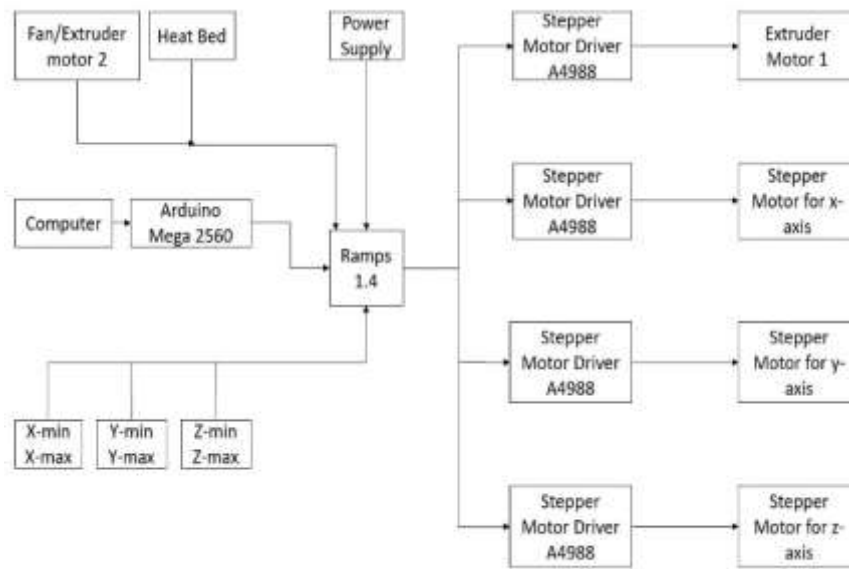 Fan/Extruder
motor 2
Heat Bed
Power
Supply
Stepper
Motor Driver
A4988
Extruder
Motor 1
Computer
Arduino
Mega 2560
Ramps
1.4
Stepper
Motor Driver
A4988
Stepper
Motor for x-
axis
Stepper
Motor Driver
A4988
Stepper
Motor for y-
axis
X-min
X-max
Y-min
Y-max
Z-min
Z-max
Stepper
Motor Driver
A4988
Stepper
Motor for z-
axis